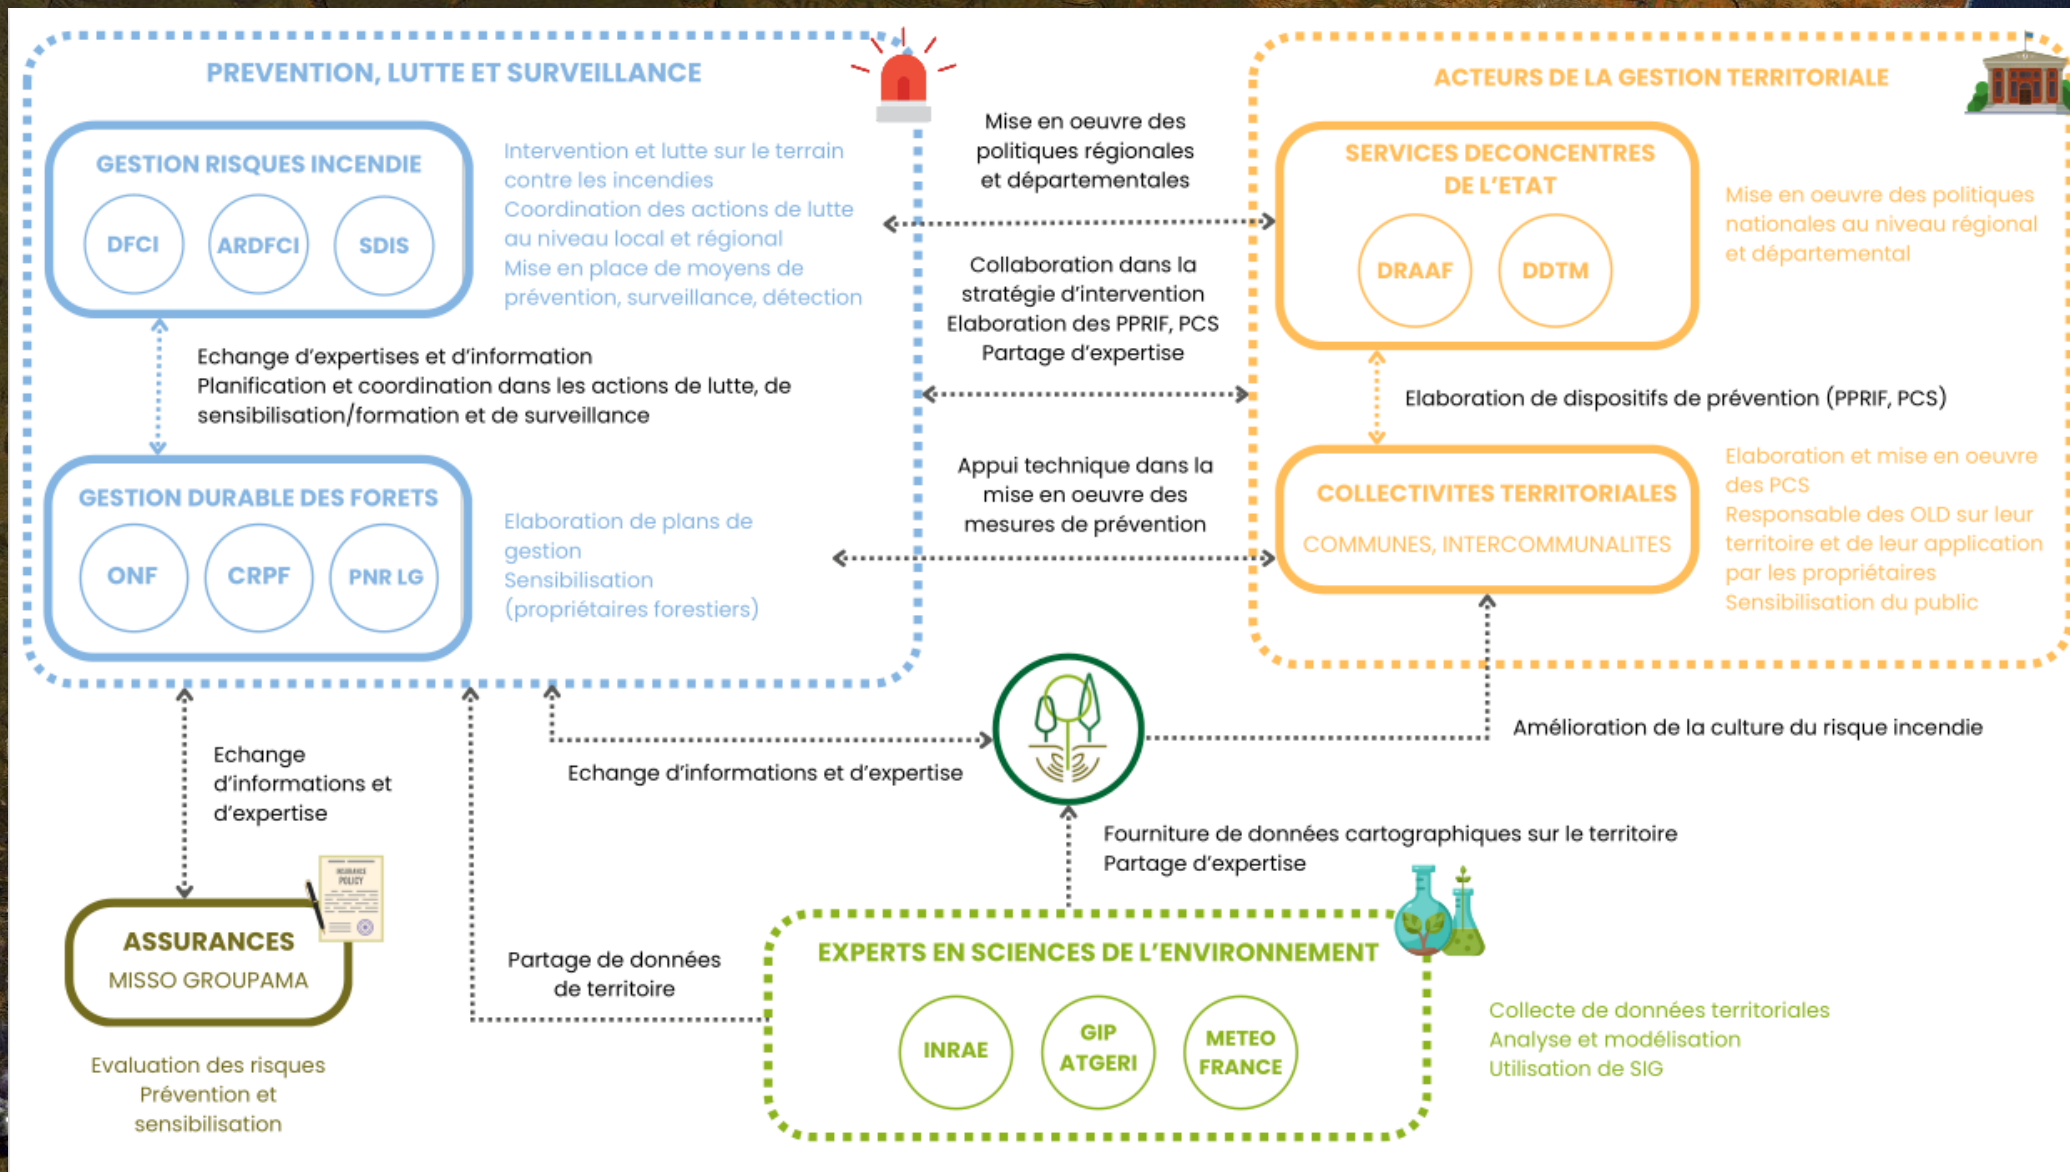 PREVENTION, LUTTE ET SURVEILLANCE
GESTION RISQUES INCENDIE
DFCI
ARDFCI
SDIS
Intervention et lutte sur le terrain
contre les incendies
Coordination des actions de lutte
au niveau local et régional
Mise en place de moyens de
prévention, surveillance, détection
Echange d'expertises et d'information
Planification et coordination dans les actions de lutte, de
sensibilisation/formation et de surveillance
GESTION DURABLE DES FORETS
ONF
CRPF
PNR LG
Elaboration de plans de
gestion
Sensibilisation
(propriétaires forestiers)
Mise en oeuvre des
politiques régionales
et départementales
Collaboration dans la
stratégie d'intervention
Elaboration des PPRIF, PCS
Partage d'expertise
Appui technique dans la
mise en oeuvre des
mesures de prévention
ACTEURS DE LA GESTION TERRITORIALE
SERVICES DECONCENTRES
DE L'ETAT
DRAAF
DDTM
Mise en oeuvre des politiques
nationales au niveau régional
et départemental
Elaboration de dispositifs de prévention (PPRIF, PCS)
COLLECTIVITES TERRITORIALES
COMMUNES, INTERCOMMUNALITES
Elaboration et mise en oeuvre
des PCS
Responsable des OLD sur leur
territoire et de leur application
par les propriétaires
Sensibilisation du public
Echange
d'informations et
d'expertise
Echange d'informations et d'expertise
Amélioration de la culture du risque incendie
Fourniture de données cartographiques sur le territoire
Partage d'expertise
INSURANCE
POLICY
ASSURANCES
MISSO GROUPAMA
Evaluation des risques
Prévention et
sensibilisation
Partage de données
de territoire
EXPERTS EN SCIENCES DE L'ENVIRONNEMENT
INRAE
GIP
ATGERI
METEO
FRANCE
Collecte de données territoriales
Analyse et modélisation
Utilisation de SIG